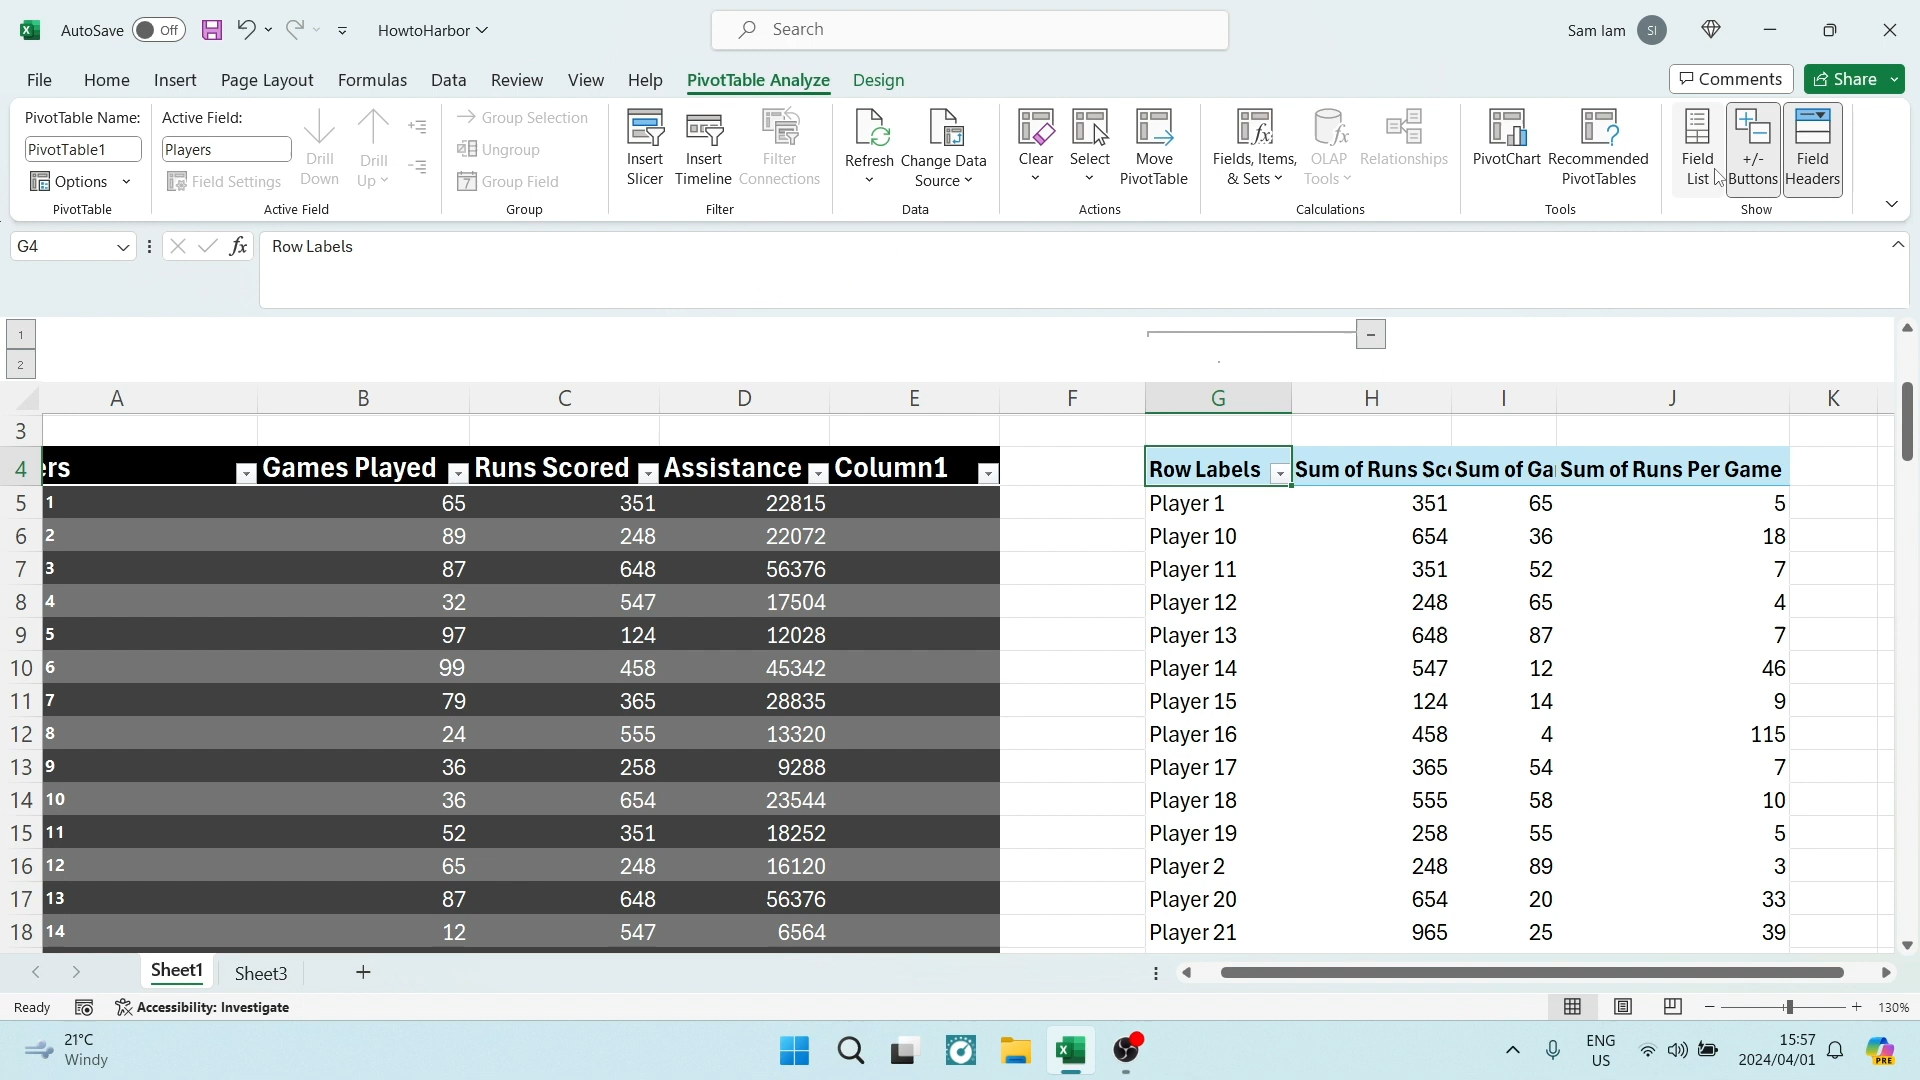 AutoSave Off HowtoHarbor Search Sam Iam SI
File Home Insert Page Layout Formulas Data Review View Help PivotTable Analyze Design Comments Share
PivotTable Name: Active Field:
PivotTable1 Players
Options Field Settings
Drill Down Drill Up
Group Selection
Ungroup
7 Group Field
Insert Slicer Insert Timeline Filter Connections
Refresh Change Data Source
Clear Select Move PivotTable
Fields, Items, & Sets OLAP Tools Relationships
PivotChart Recommended PivotTables
Field List +/- Buttons Field Headers
PivotTable Active Field Group Filter Data Actions Calculations Tools Show
G4 fx Row Labels
1
2
A B C D E F G H I J K
3
4 ers Games Played Runs Scored Assistance Column1 Row Labels Sum of Runs Sco Sum of Ga Sum of Runs Per Game
5 1 65 351 22815 Player 1 351 65 5
6 2 89 248 22072 Player 10 654 36 18
7 3 87 648 56376 Player 11 351 52 7
8 4 32 547 17504 Player 12 248 65 4
9 5 97 124 12028 Player 13 648 87 7
10 6 99 458 45342 Player 14 547 12 46
11 7 79 365 28835 Player 15 124 14 9
12 8 24 555 13320 Player 16 458 4 115
13 9 36 258 9288 Player 17 365 54 7
14 10 36 654 23544 Player 18 555 58 10
15 11 52 351 18252 Player 19 258 55 5
16 12 65 248 16120 Player 2 248 89 3
17 13 87 648 56376 Player 20 654 20 33
18 14 12 547 6564 Player 21 965 25 39
Sheet1 Sheet3
Ready Accessibility: Investigate 130%
21°C
Windy
ENG
US
15:57
2024/04/01
PRE